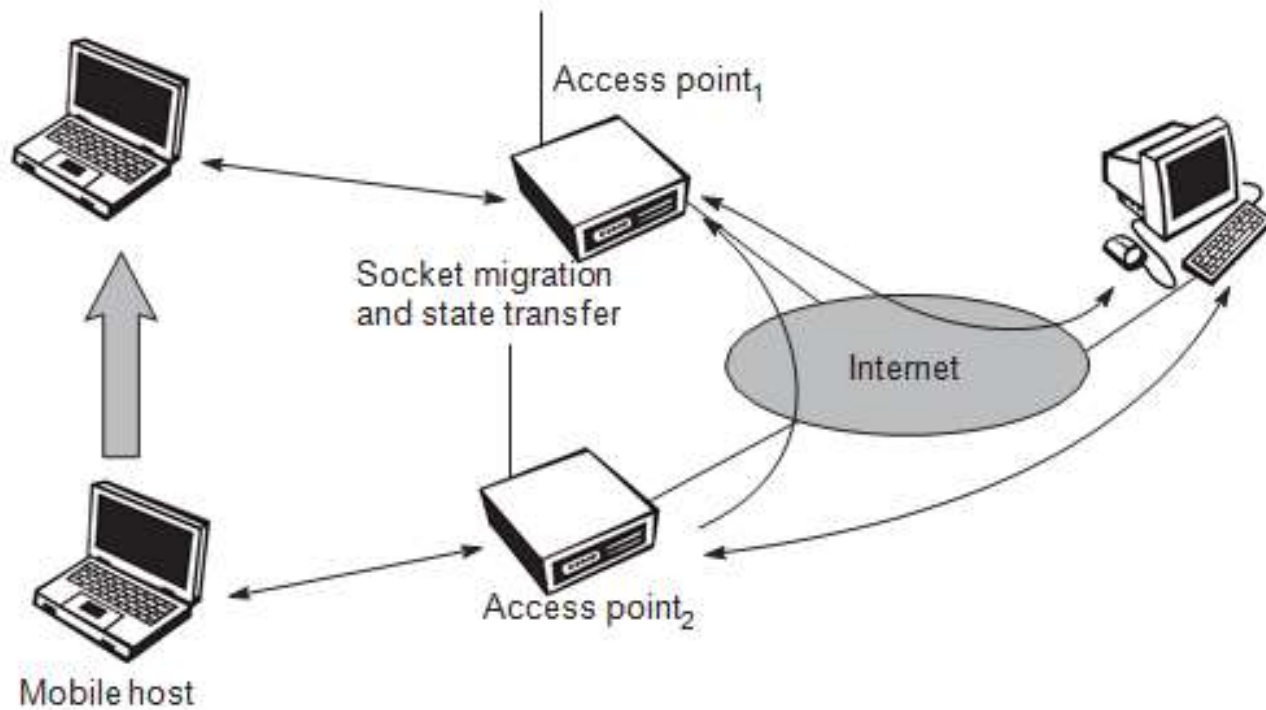 Access point₁
Socket migration
and state transfer
Internet
Access point₂
Mobile host